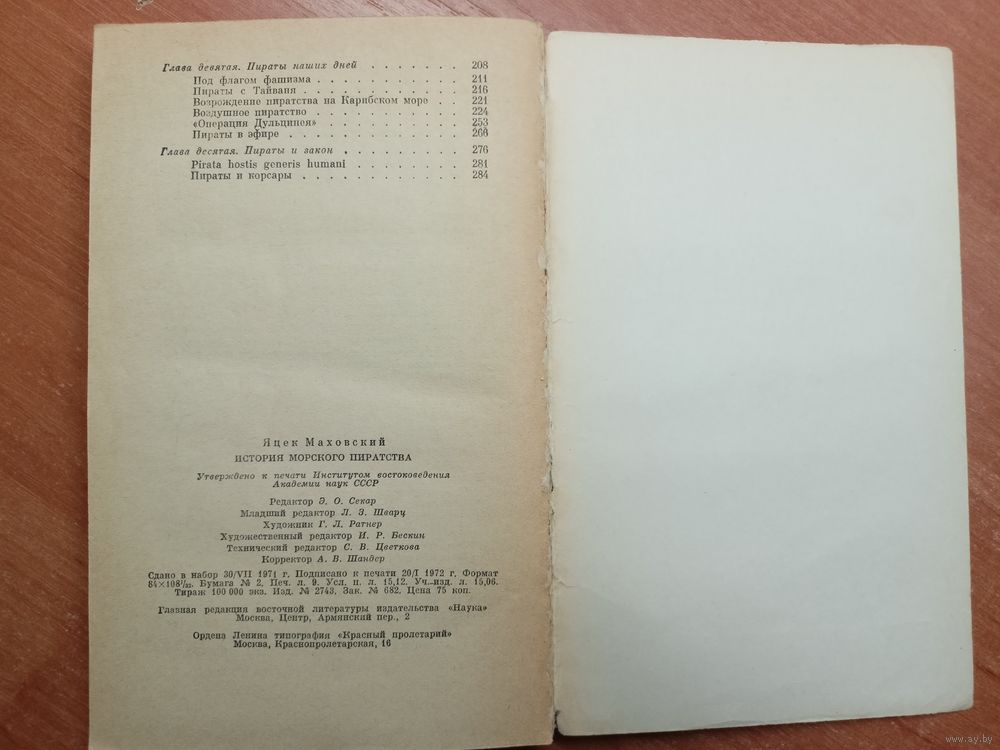 Глава девятая. Пираты наших дней . . . . . . . 208
Под флагом фашизма . . . . . . . . . . . 211
Пираты с Тайваня . . . . . . . . . . . . 216
Возрождение пиратства на Карибском море . . 221
Воздушное пиратство . . . . . . . . . . . 224
«Операция Дульцинея» . . . . . . . . . . 253
Пираты в эфире . . . . . . . . . . . . . 266
Глава десятая. Пираты и закон . . . . . . . . . 276
Pirata hostis generis humani . . . . . . . . 281
Пираты и корсары . . . . . . . . . . . . 284
Яцек Маховский
ИСТОРИЯ МОРСКОГО ПИРАТСТВА
Утверждено к печати Институтом востоковедения
Академии наук СССР
Редактор Э. О. Секар
Младший редактор Л. З. Шварц
Художник Г. Л. Ратнер
Художественный редактор И. Р. Бескин
Технический редактор С. В. Цветкова
Корректор А. В. Шандер
Сдано в набор 30/VII 1971 г. Подписано к печати 20/I 1972 г. Формат
84×108¹/₃₂. Бумага № 2. Печ. л. 9. Усл. п. л. 15,12. Уч.-изд. л. 15,06.
Тираж 100 000 экз. Изд. № 2743. Зак. № 682. Цена 75 коп.
Главная редакция восточной литературы издательства «Наука»
Москва, Центр, Армянский пер., 2
Ордена Ленина типография «Красный пролетарий»
Москва, Краснопролетарская, 16
www.ay.by